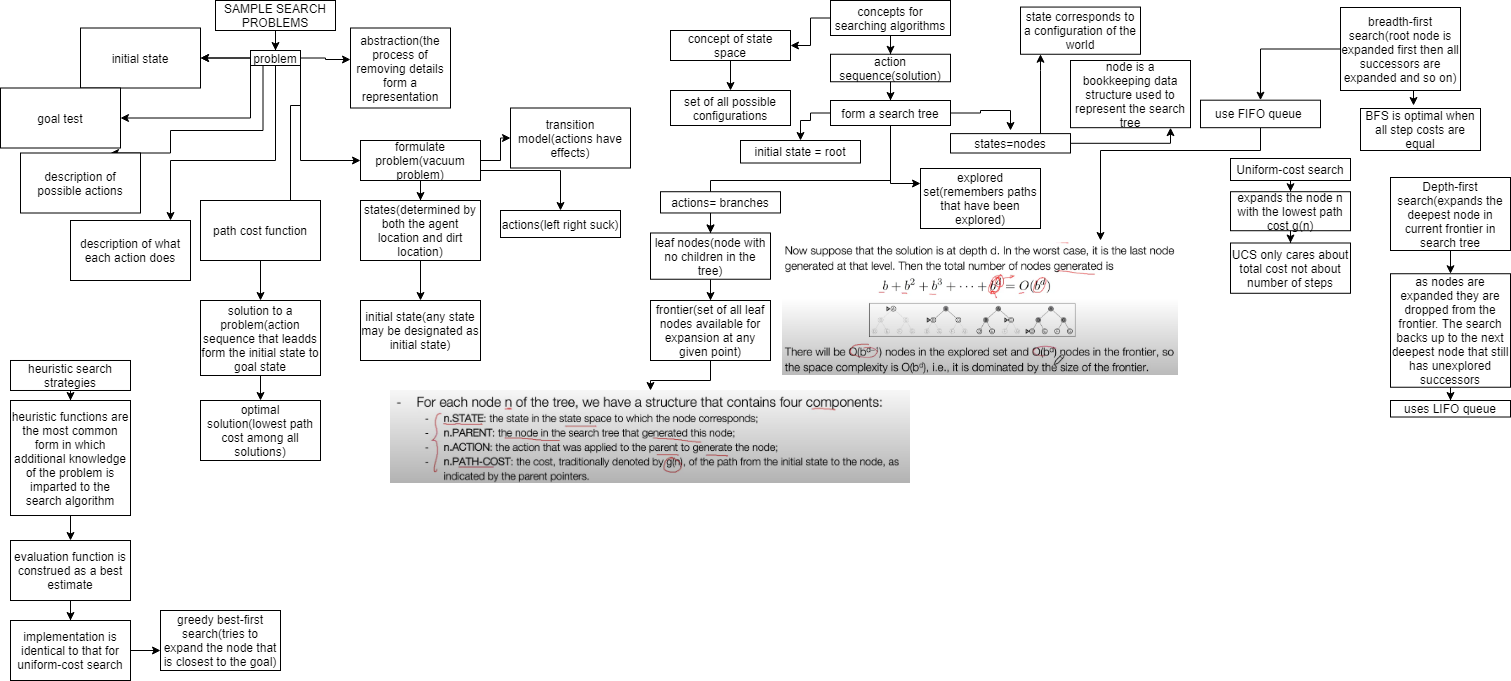 SAMPLE SEARCH
PROBLEMS
problem
initial state
abstraction(the
process of
removing details
form a
representation
goal test
description of
possible actions
description of what
each action does
path cost function
solution to a
problem(action
sequence that leadds
form the initial state to
goal state
optimal
solution(lowest path
cost among all
solutions)
formulate
problem(vacuum
problem)
transition
model(actions have
effects)
actions(left right suck)
states(determined by
both the agent
location and dirt
location)
initial state(any state
may be designated as
initial state)
heuristic search
strategies
heuristic functions are
the most common
form in which
additional knowledge
of the problem is
imparted to the
search algorithm
evaluation function is
construed as a best
estimate
implementation is
identical to that for
uniform-cost search
greedy best-first
search(tries to
expand the node that
is closest to the goal)
concepts for
searching algorithms
concept of state
space
set of all possible
configurations
action
sequence(solution)
form a search tree
initial state = root
states=nodes
state corresponds to
a configuration of the
world
node is a
bookkeeping data
structure used to
represent the search
tree
explored
set(remembers paths
that have been
explored)
actions= branches
leaf nodes(node with
no children in the
tree)
frontier(set of all leaf
nodes available for
expansion at any
given point)
- For each node n of the tree, we have a structure that contains four components:
- n.STATE: the state in the state space to which the node corresponds;
- n.PARENT: the node in the search tree that generated this node;
- n.ACTION: the action that was applied to the parent to generate the node;
- n.PATH-COST: the cost, traditionally denoted by g(n), of the path from the initial state to the node, as
indicated by the parent pointers.
breadth-first
search(root node is
expanded first then all
successors are
expanded and so on)
use FIFO queue
BFS is optimal when
all step costs are
equal
Now suppose that the solution is at depth d. In the worst case, it is the last node
generated at that level. Then the total number of nodes generated is
b + b² + b³ + ··· + bᵈ = O(bᵈ)
There will be O(bᵈ⁻¹) nodes in the explored set and O(bᵈ) nodes in the frontier, so
the space complexity is O(bᵈ), i.e., it is dominated by the size of the frontier.
Uniform-cost search
expands the node n
with the lowest path
cost g(n)
UCS only cares about
total cost not about
number of steps
Depth-first
search(expands the
deepest node in
current frontier in
search tree
as nodes are
expanded they are
dropped from the
frontier. The search
backs up to the next
deepest node that still
has unexplored
successors
uses LIFO queue